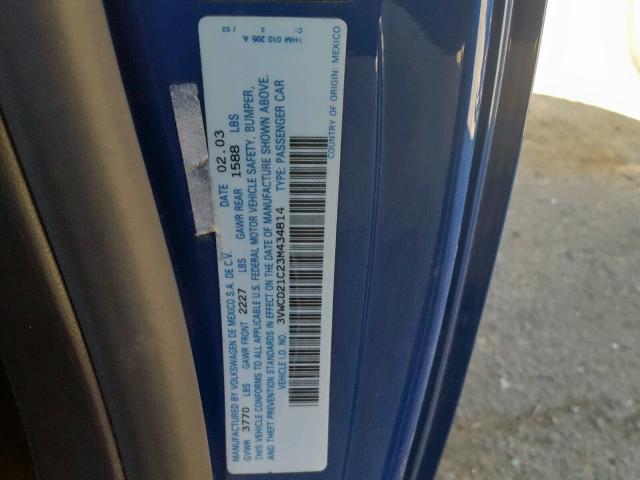 MANUFACTURED BY VOLKSWAGEN DE MEXICO S.A. DE C.V. DATE 02.03
GVWR 3770 LBS GAWR FRONT 2227 LBS GAWR REAR 1588 LBS
THIS VEHICLE CONFORMS TO ALL APPLICABLE U.S. FEDERAL MOTOR VEHICLE SAFETY, BUMPER,
AND THEFT PREVENTION STANDARDS IN EFFECT ON THE DATE OF MANUFACTURE SHOWN ABOVE.
VEHICLE I.D. NO. 3VWCD21C23M434814 TYPE: PASSENGER CAR
COUNTRY OF ORIGIN: MEXICO
1HM 010 205 A
C: 3 / 02